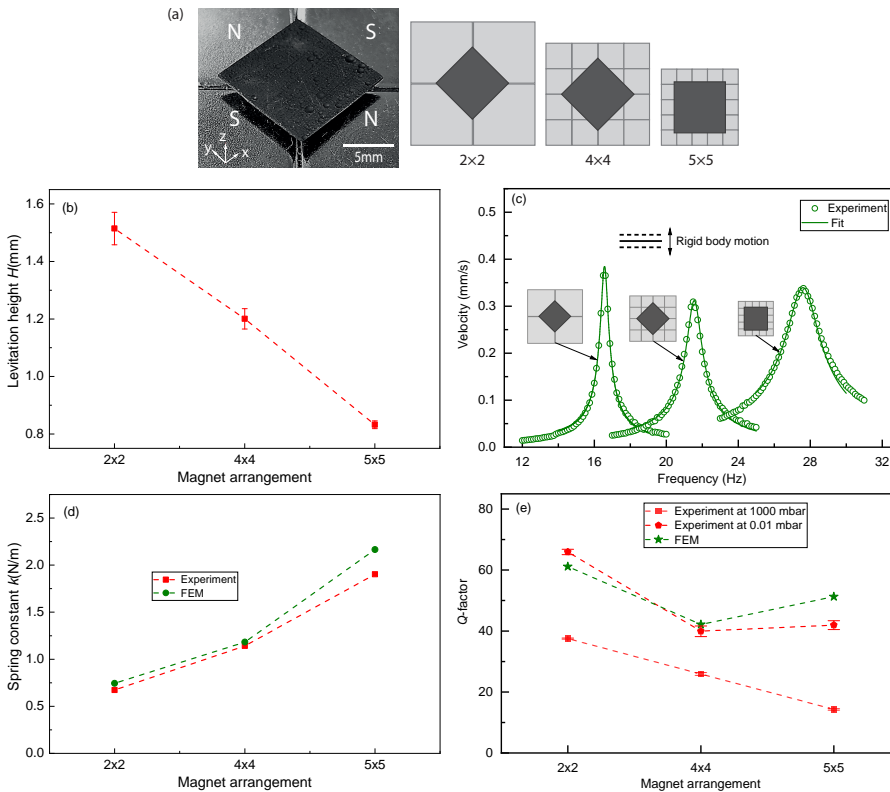 (a)
N
S
S
N
z
y
x
5mm
2×2
4×4
5×5
(b)
Levitation height H(mm)
1.6
1.4
1.2
1.0
0.8
2x2
4x4
5x5
Magnet arrangement
(c)
Experiment
Fit
Rigid body motion
Velocity (mm/s)
0.5
0.4
0.3
0.2
0.1
0.0
12
16
20
24
28
32
Frequency (Hz)
(d)
Experiment
FEM
Spring constant k(N/m)
2.5
2.0
1.5
1.0
0.5
0.0
2x2
4x4
5x5
Magnet arrangement
(e)
Experiment at 1000 mbar
Experiment at 0.01 mbar
FEM
Q-factor
80
60
40
20
0
2x2
4x4
5x5
Magnet arrangement